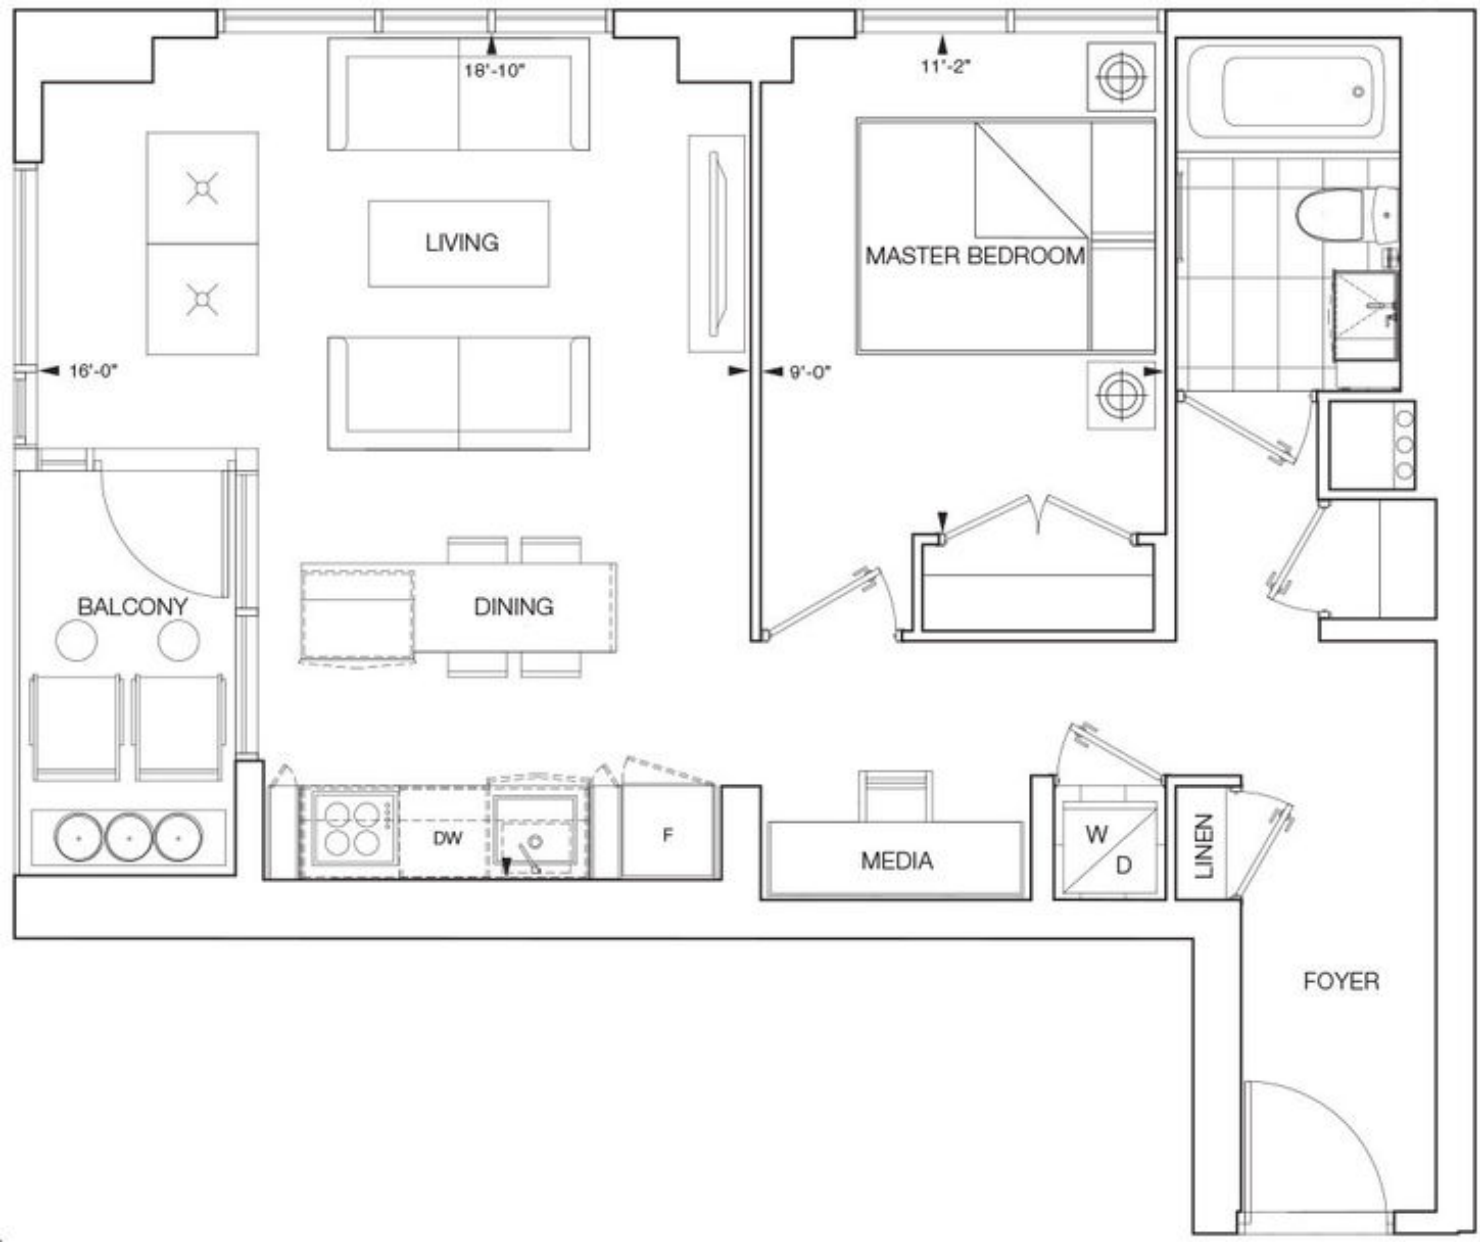 18'-10"
11'-2"
LIVING
MASTER BEDROOM
16'-0"
9'-0"
BALCONY
DINING
DW
F
MEDIA
W
D
LINEN
FOYER